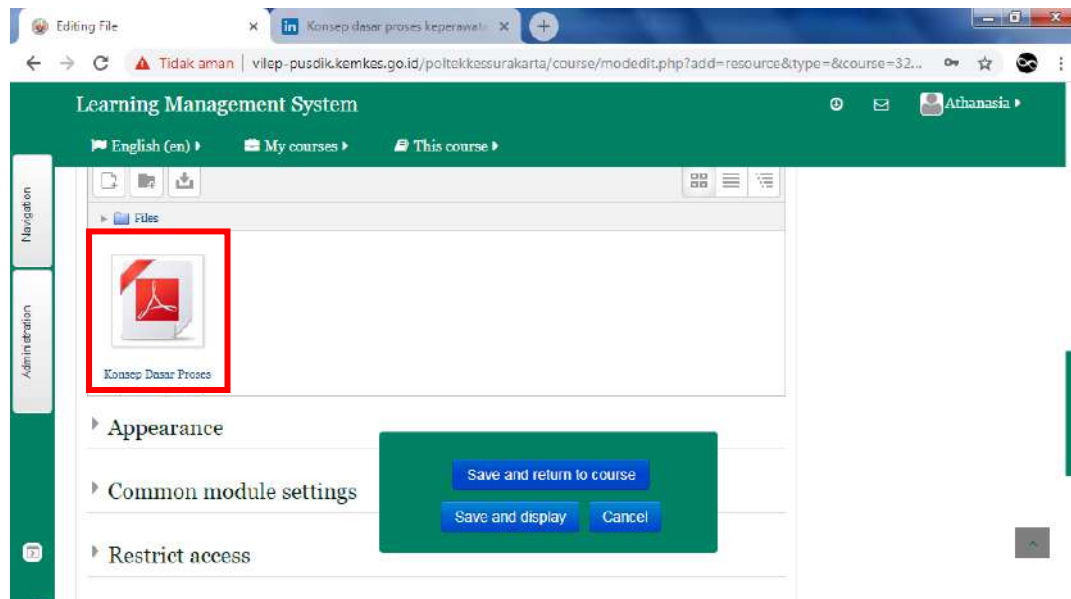 Editing File
Konsep dasar proses keperawat
Tidak aman | vilep-pusdik.kemkes.go.id/poltekkessurakarta/course/modedit.php?add=resource&type=&course=32...
Learning Management System
Athanasia
English (en)
My courses
This course
Navigation
Files
Administration
Konsep Dasar Proses
Appearance
Save and return to course
Common module settings
Save and display
Cancel
Restrict access